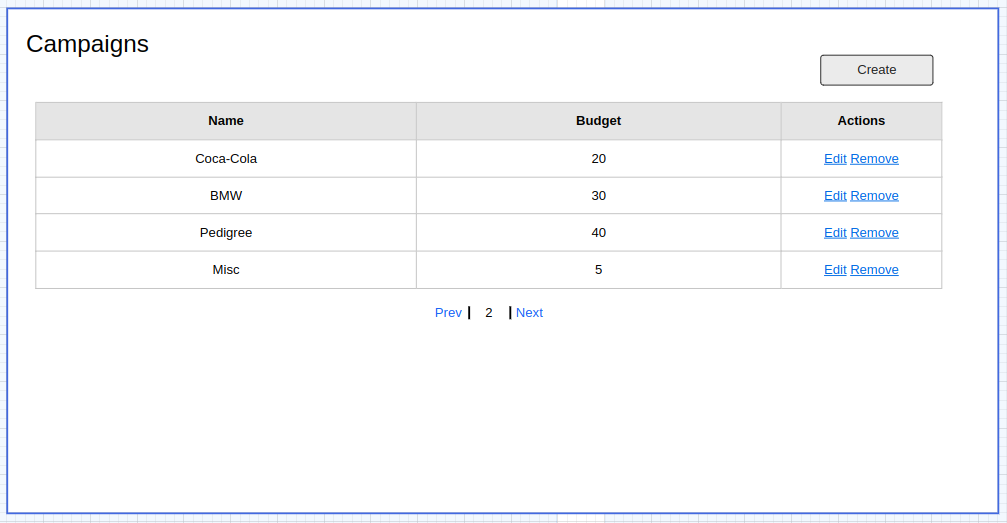 Campaigns
Create
Name Budget Actions
Coca-Cola 20 Edit Remove
BMW 30 Edit Remove
Pedigree 40 Edit Remove
Misc 5 Edit Remove
Prev | 2 | Next